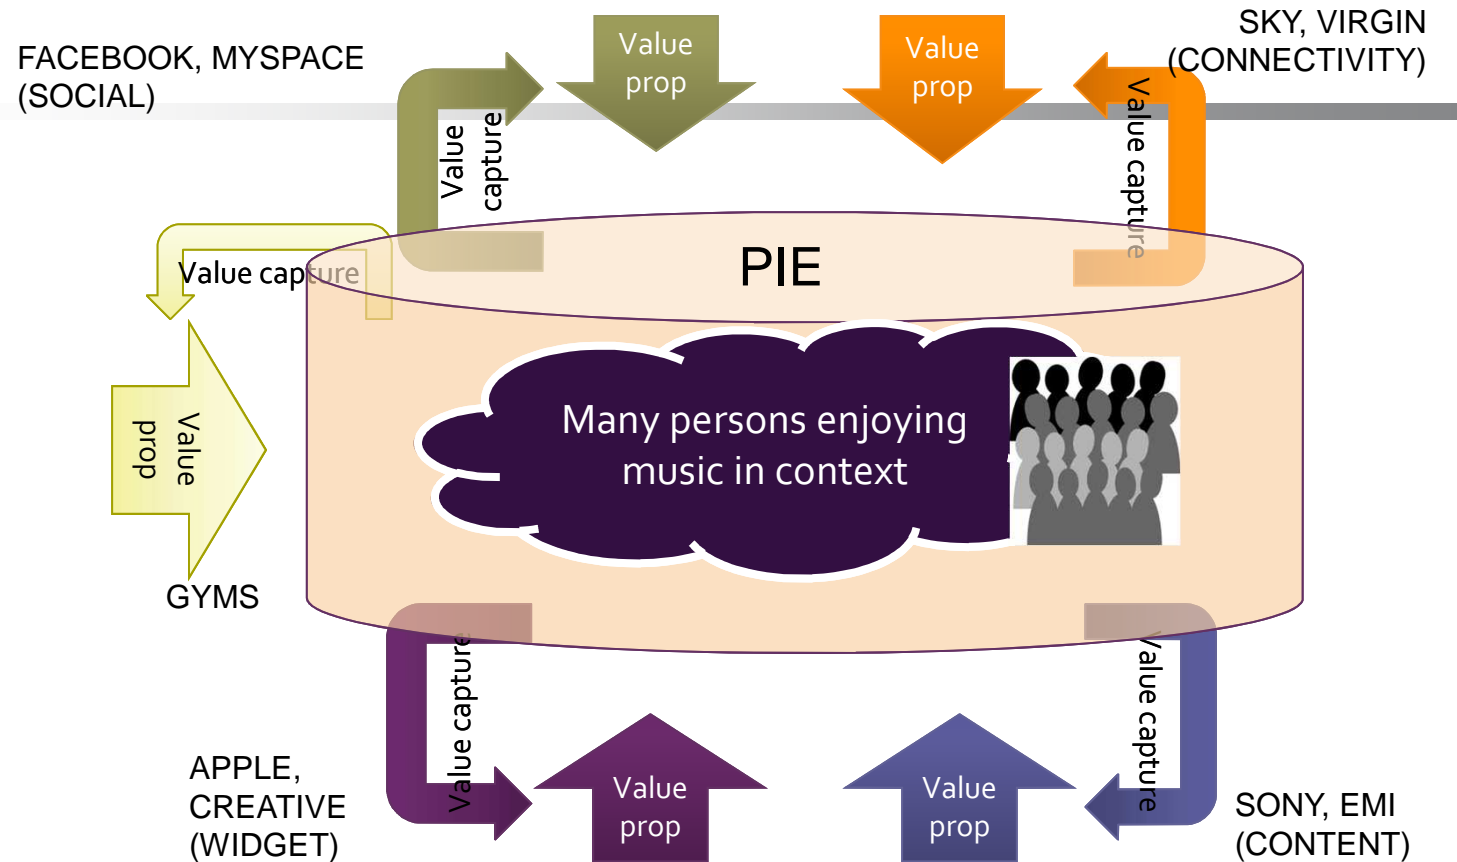 FACEBOOK, MYSPACE
(SOCIAL)
Value
prop
Value
prop
SKY, VIRGIN
(CONNECTIVITY)
Value
capture
Value capture
Value capture
PIE
Many persons enjoying
music in context
Value
prop
GYMS
Value capture
Value capture
APPLE,
CREATIVE
(WIDGET)
Value
prop
Value
prop
SONY, EMI
(CONTENT)